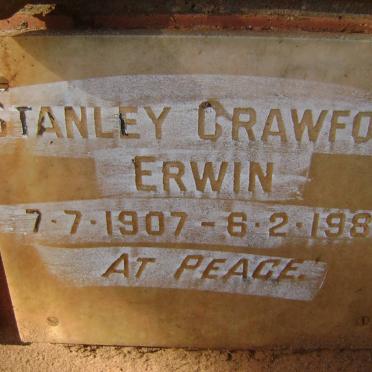 STANLEY CRAWFO
ERWIN
7·7·1907 – 6·2·198
AT PEACE.